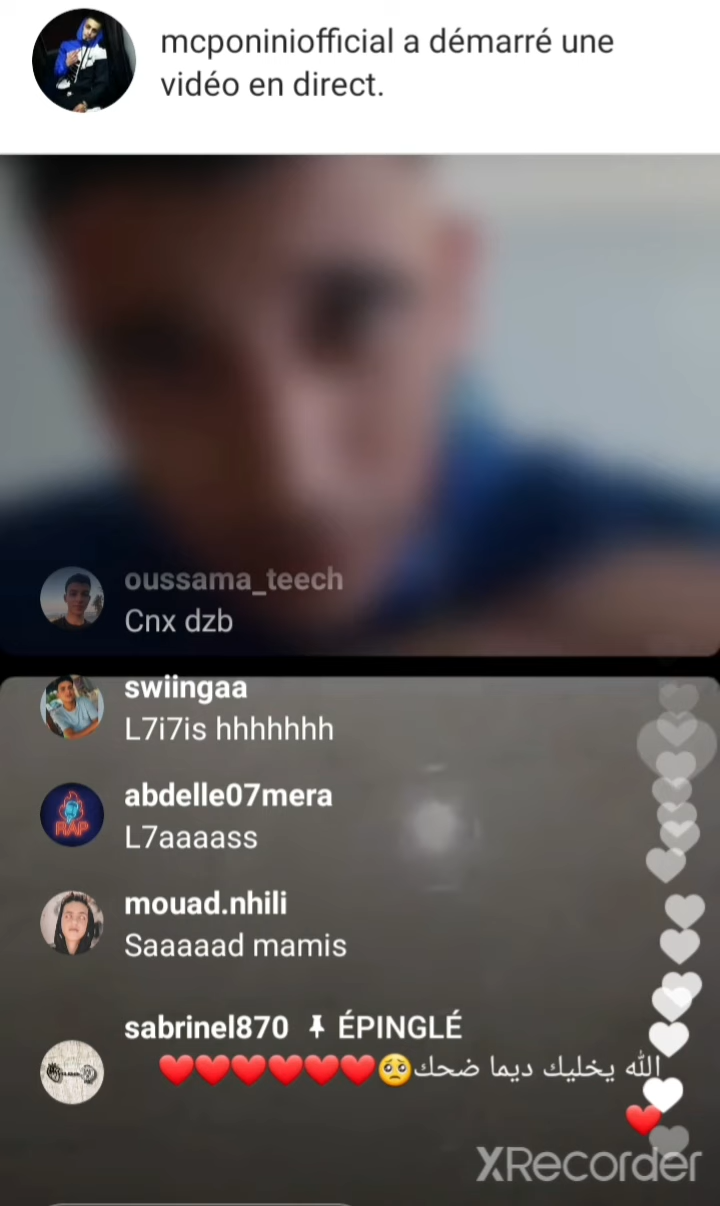 mcponiniofficial a démarré une
vidéo en direct.
oussama_teech
Cnx dzb
swiingaa
L7i7is hhhhhhh
abdelle07mera
RAP
L7aaaass
mouad.nhili
Saaaaad mamis
sabrinel870 ÉPINGLÉ
الله يخليك ديما ضحك🥺❤️❤️❤️❤️❤️❤️
❤️
XRecorder